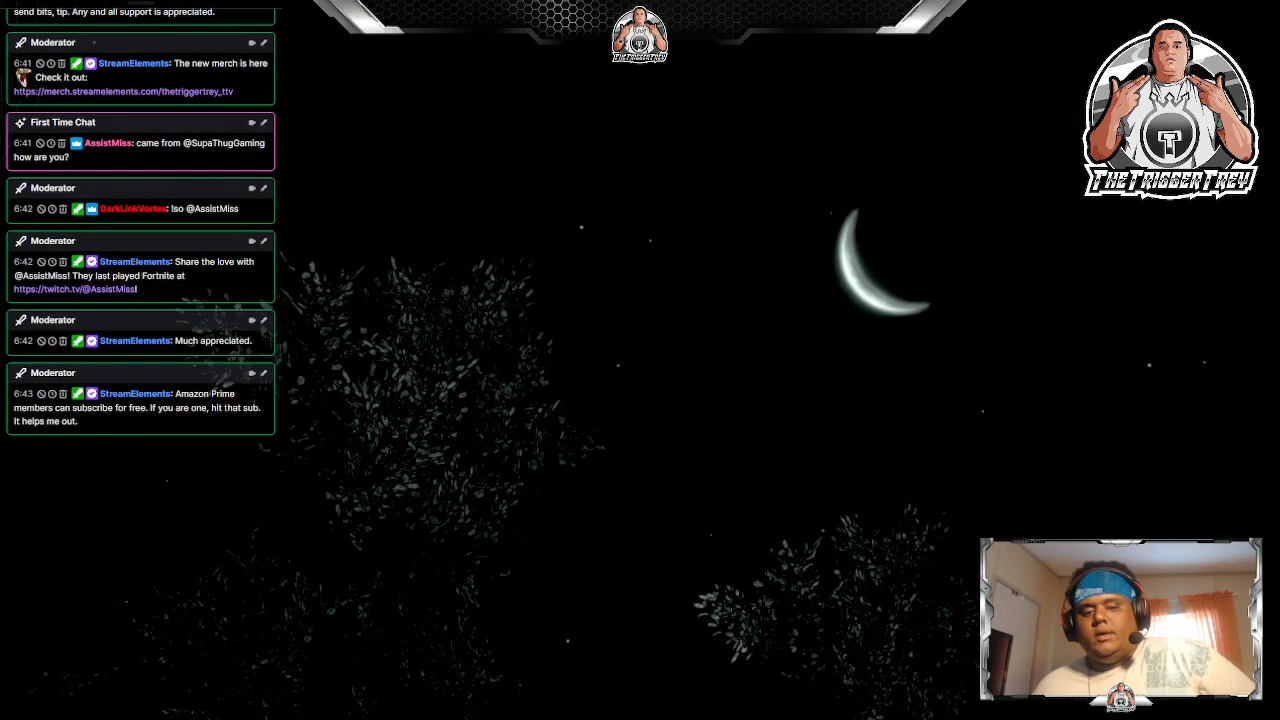 send bits, tip. Any and all support is appreciated.
Moderator
6:41 StreamElements: The new merch is here
Check it out:
https://merch.streamelements.com/thetriggertrey_ttv
First Time Chat
6:41 AssistMiss: came from @SupaThugGaming
how are you?
Moderator
6:42 DarkLinkVortex: !so @AssistMiss
Moderator
6:42 StreamElements: Share the love with
@AssistMiss! They last played Fortnite at
https://twitch.tv/@AssistMiss!
Moderator
6:42 StreamElements: Much appreciated.
Moderator
6:43 StreamElements: Amazon Prime
members can subscribe for free. If you are one, hit that sub.
It helps me out.
T
THETRIGGERTREY
T
THETRIGGERTREY